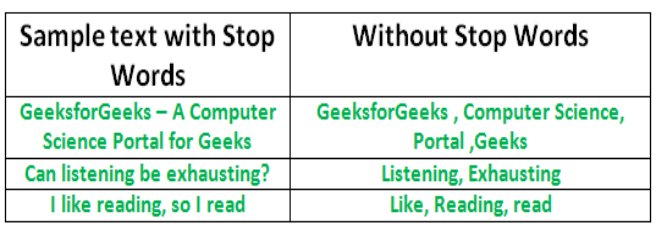 Sample text with Stop
Words
Without Stop Words
GeeksforGeeks – A Computer
Science Portal for Geeks
GeeksforGeeks , Computer Science,
Portal ,Geeks
Can listening be exhausting?
Listening, Exhausting
I like reading, so I read
Like, Reading, read